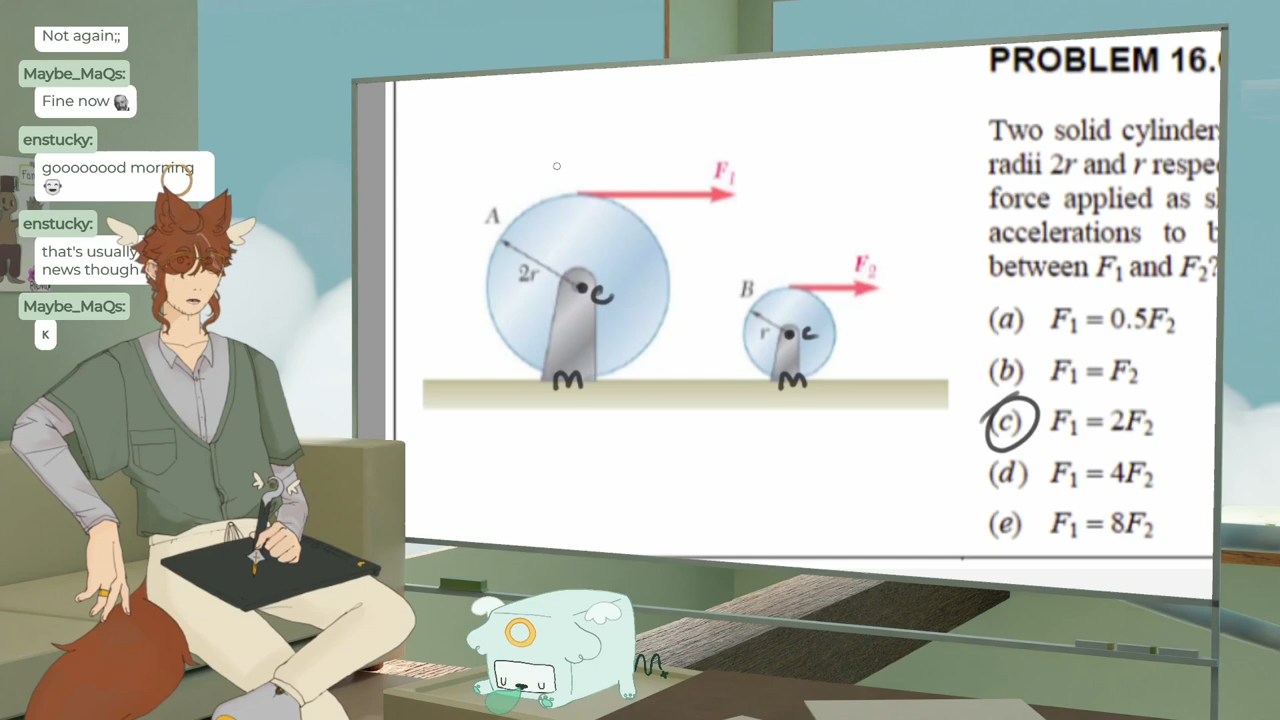 Not again;;
Maybe_MaQs:
Fine now
enstucky:
goooooood morning
enstucky:
that's usually
news though
Maybe_MaQs:
K
PROBLEM 16.
Two solid cylinder
radii 2r and r respe
force applied as s
accelerations to b
between F₁ and F₂?
(a) F₁ = 0.5F₂
(b) F₁ = F₂
(c) F₁ = 2F₂
(d) F₁ = 4F₂
(e) F₁ = 8F₂
F₁
A
2r
C
M
F₂
B
r
C
M